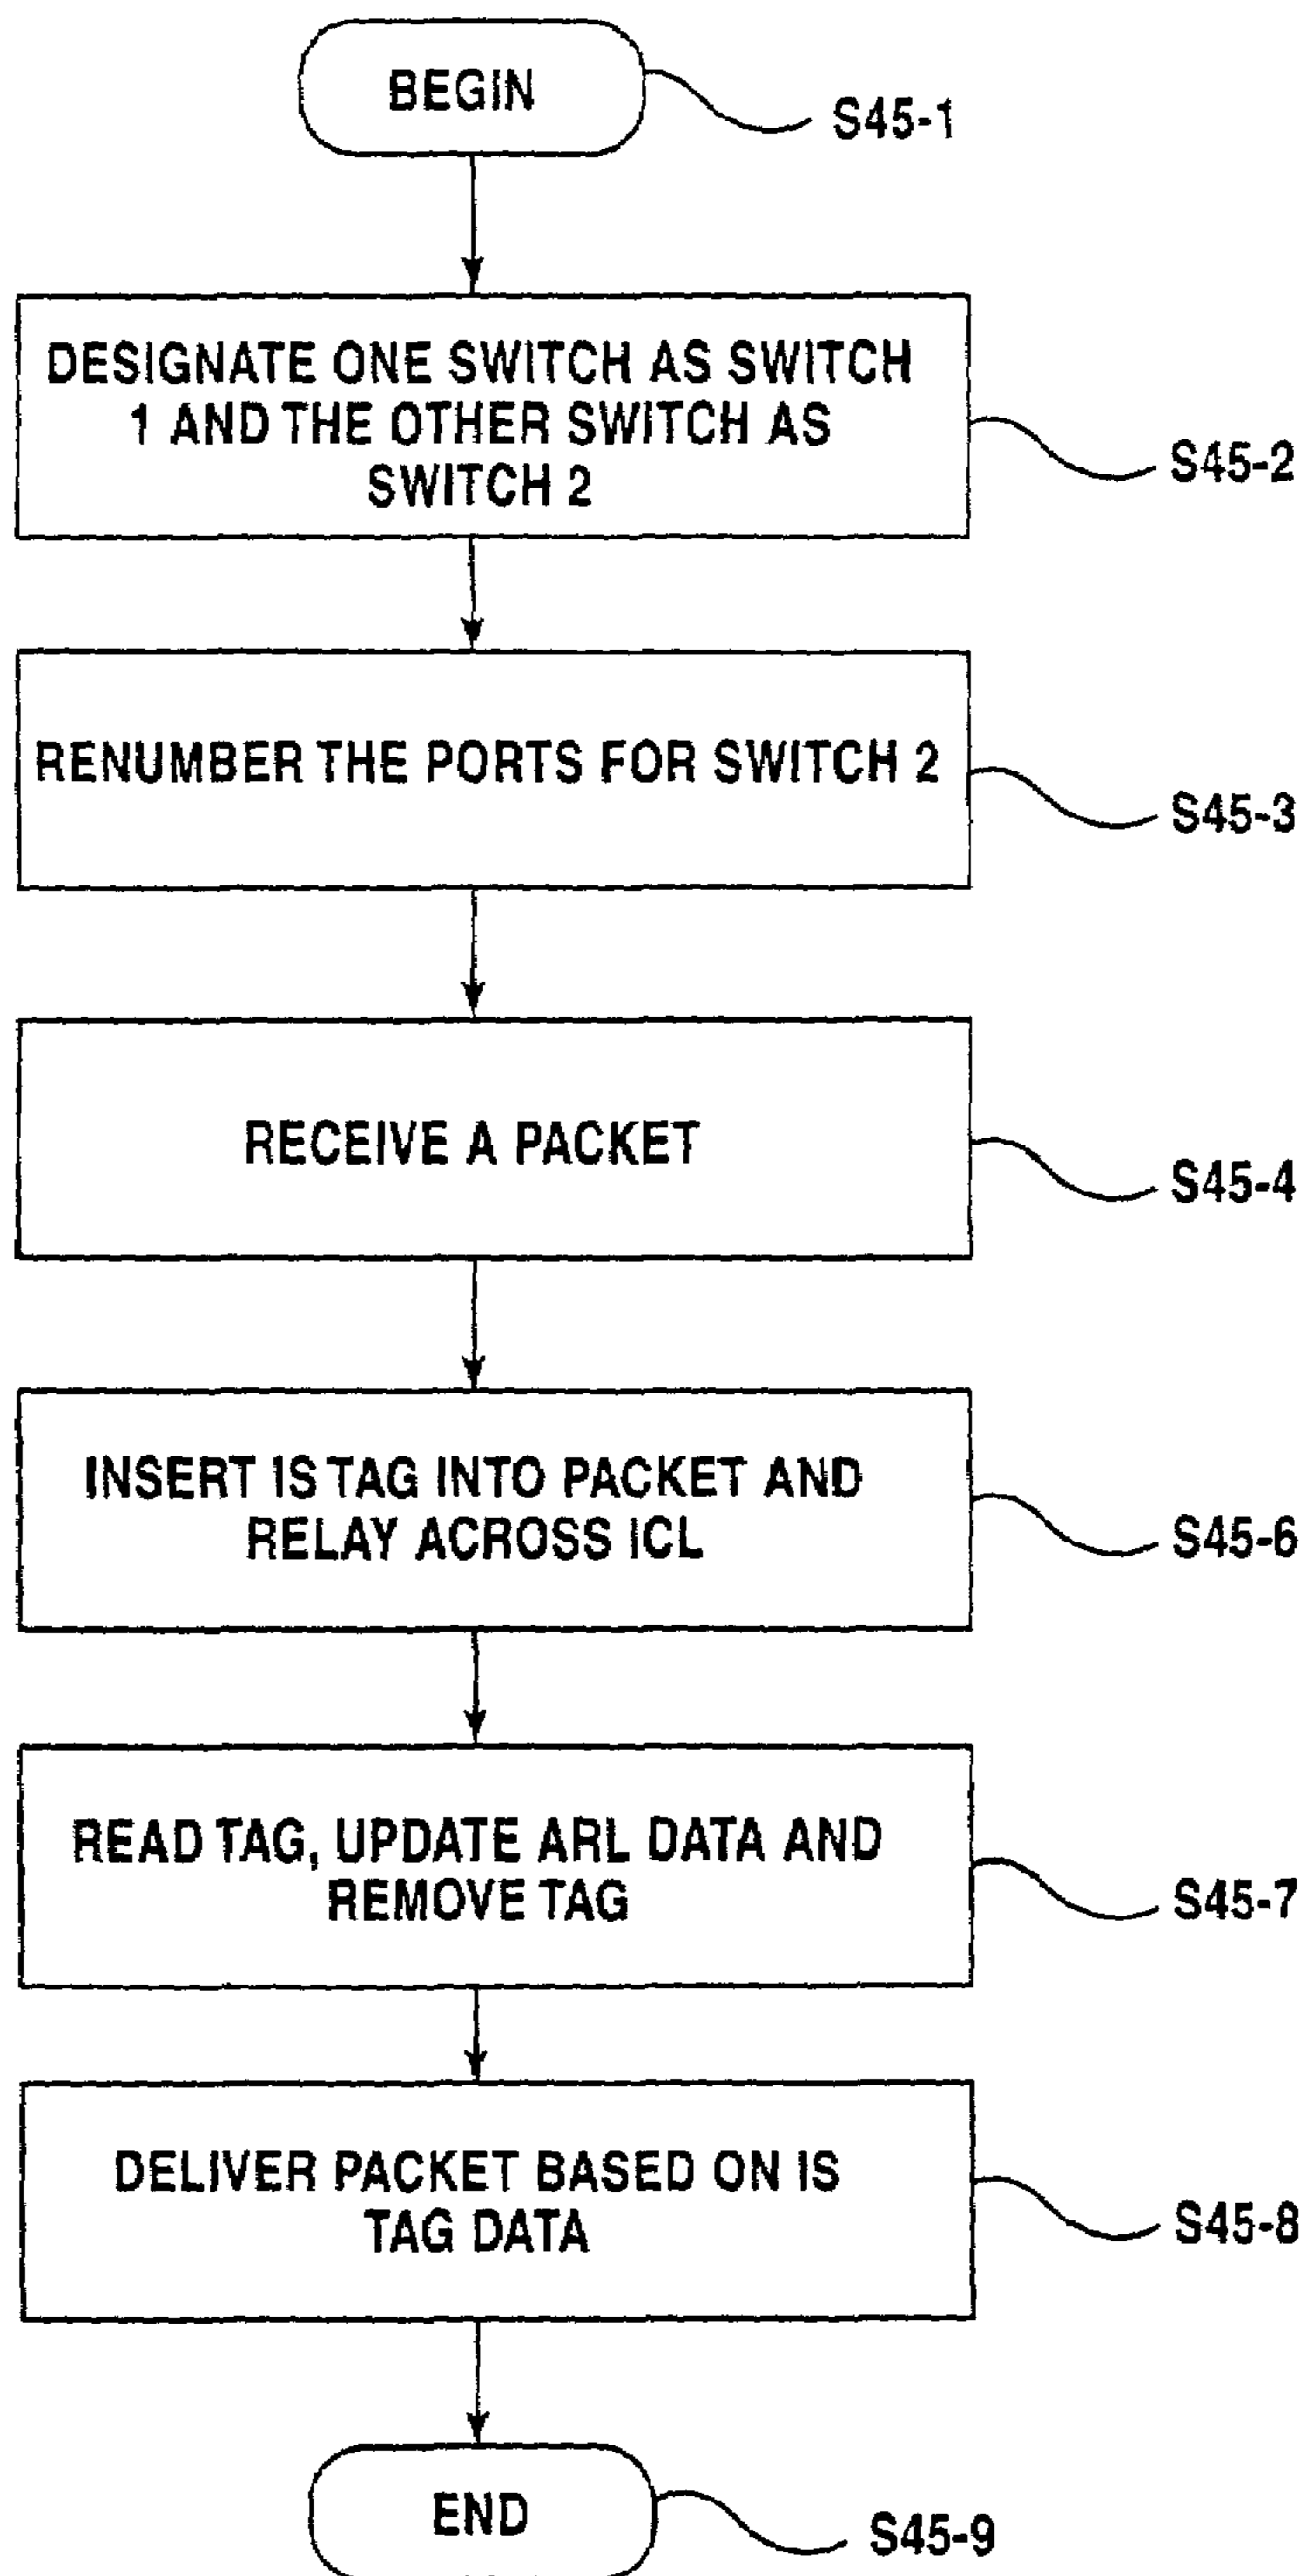 BEGIN
S45-1
DESIGNATE ONE SWITCH AS SWITCH
1 AND THE OTHER SWITCH AS
SWITCH 2
S45-2
RENUMBER THE PORTS FOR SWITCH 2
S45-3
RECEIVE A PACKET
S45-4
INSERT IS TAG INTO PACKET AND
RELAY ACROSS ICL
S45-6
READ TAG, UPDATE ARL DATA AND
REMOVE TAG
S45-7
DELIVER PACKET BASED ON IS
TAG DATA
S45-8
END
S45-9